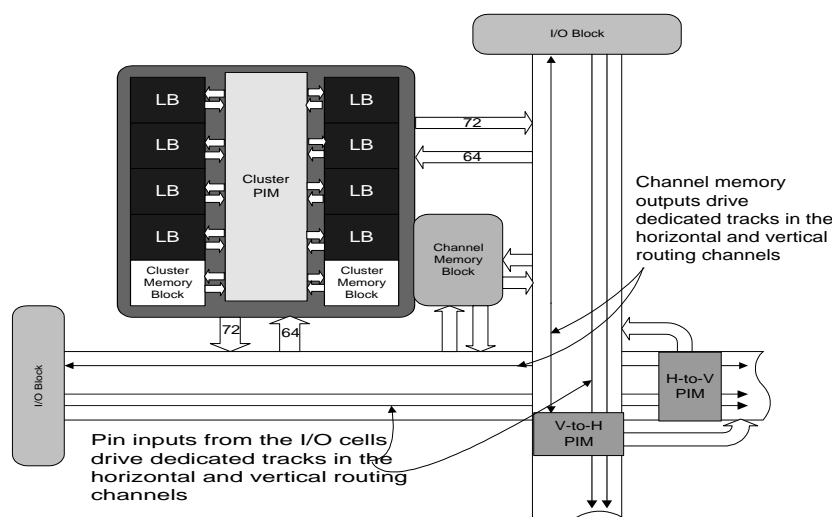 I/O Block
LB
LB
LB
LB
Cluster
PIM
LB
LB
LB
LB
Cluster
Memory
Block
Cluster
Memory
Block
72
64
Channel
Memory
Block
Channel memory
outputs drive
dedicated tracks in the
horizontal and vertical
routing channels
72
64
I/O Block
H-to-V
PIM
V-to-H
PIM
Pin inputs from the I/O cells
drive dedicated tracks in the
horizontal and vertical routing
channels